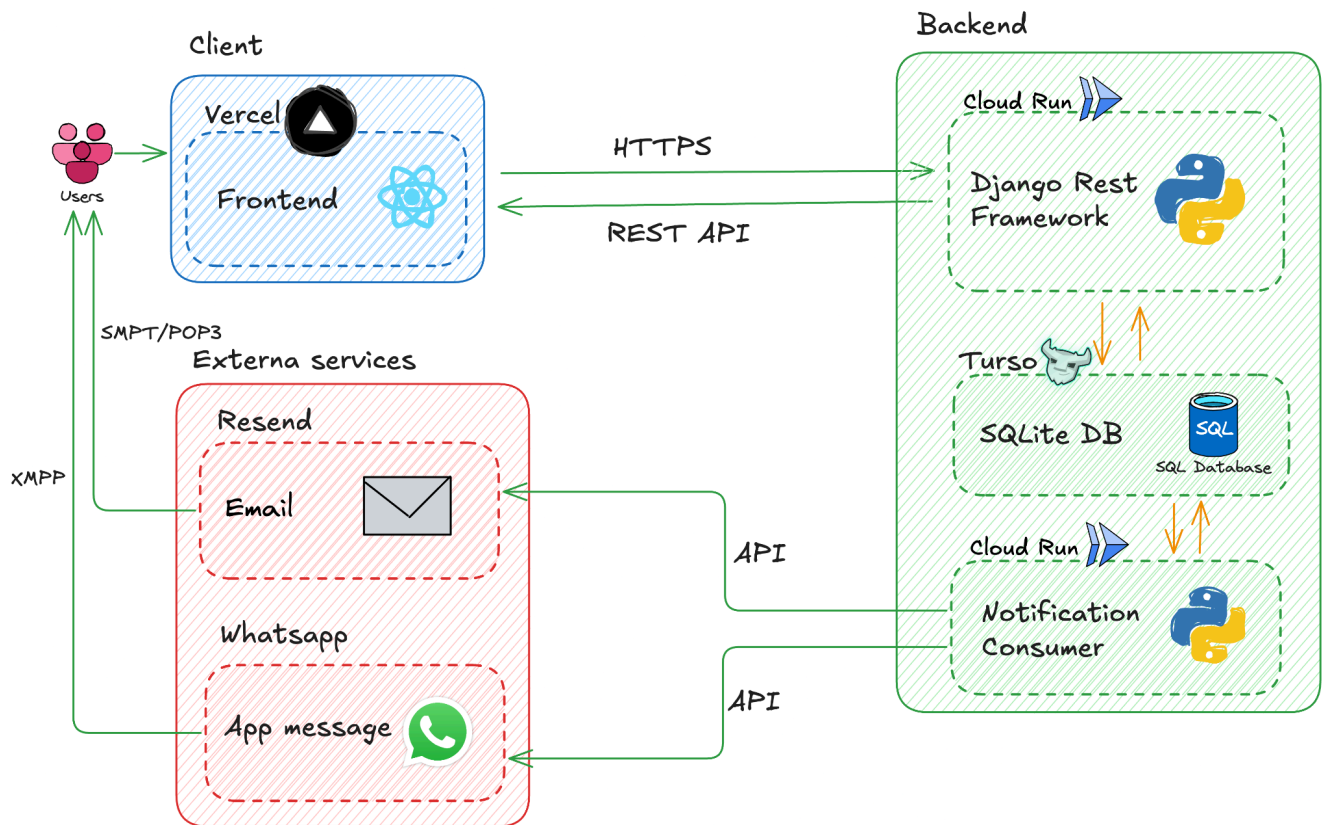 Client
Vercel
Frontend
Users
HTTPS
REST API
Backend
Cloud Run
Django Rest
Framework
Turso
SQLite DB
SQL
SQL Database
Cloud Run
Notification
Consumer
SMPT/POP3
XMPP
Externa services
Resend
Email
API
Whatsapp
App message
API